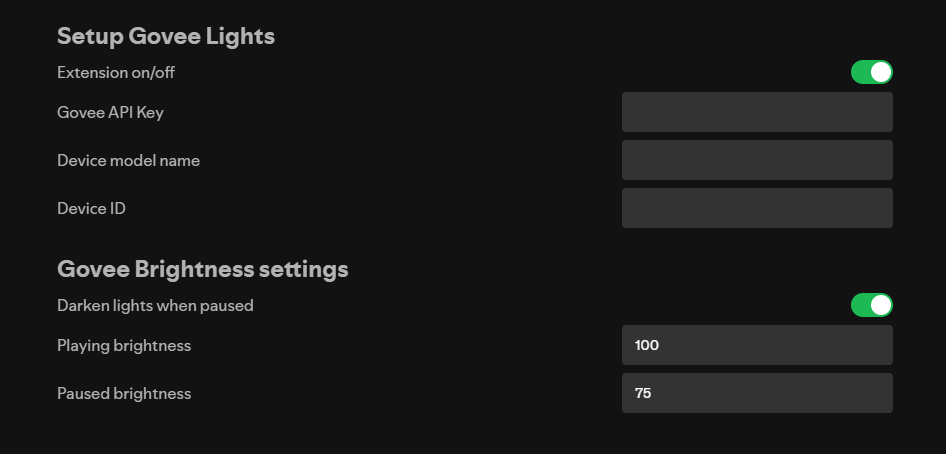 Setup Govee Lights
Extension on/off
Govee API Key
Device model name
Device ID
Govee Brightness settings
Darken lights when paused
Playing brightness 100
Paused brightness 75